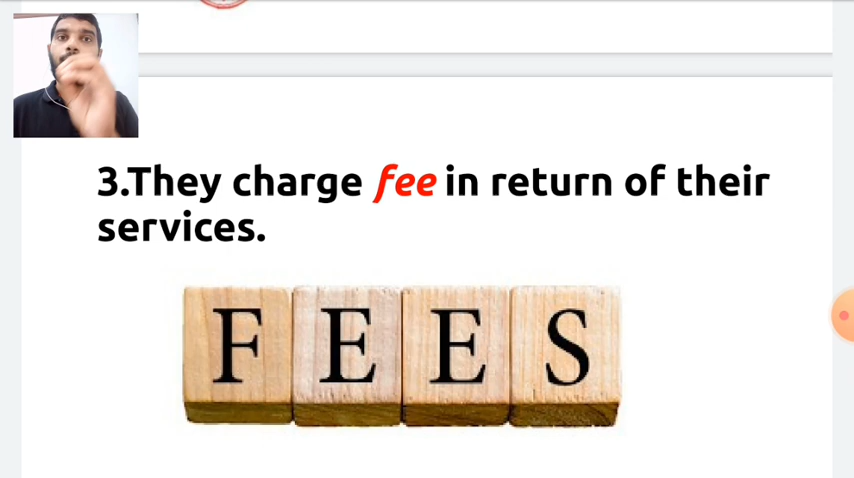 3.They charge fee in return of their
services.
FEES